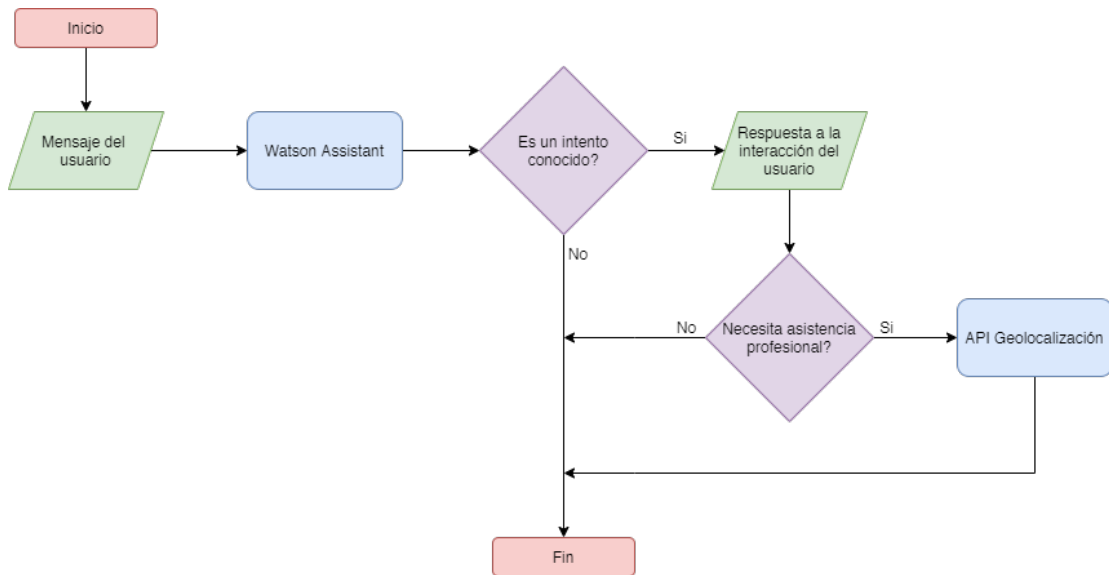 Inicio
Mensaje del
usuario
Watson Assistant
Es un intento
conocido?
Si
Respuesta a la
interacción del
usuario
No
No
Necesita asistencia
profesional?
Si
API Geolocalización
Fin